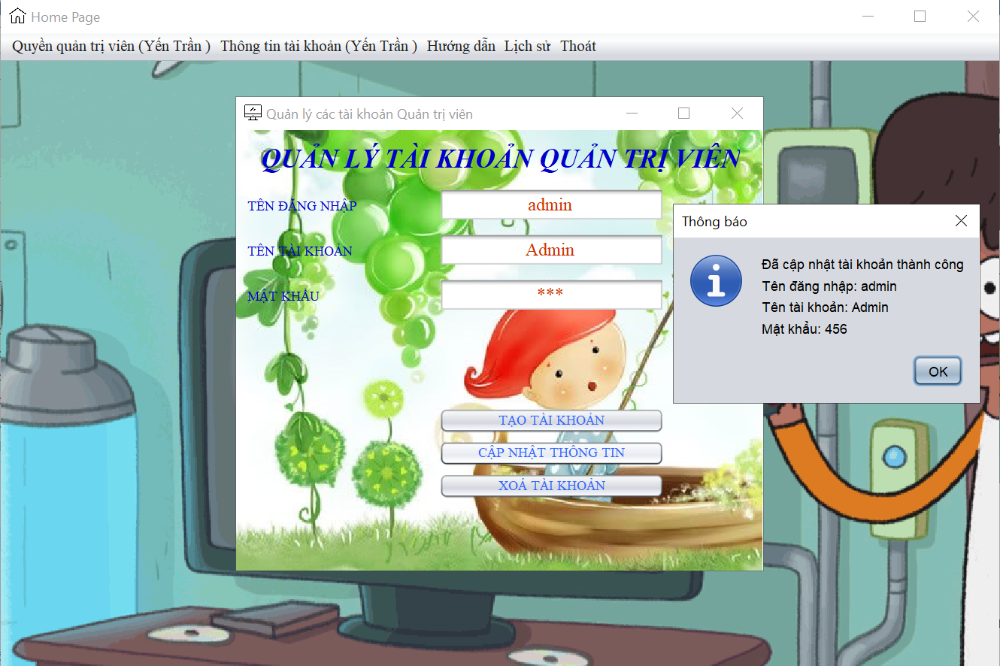 Home Page
Quyền quản trị viên (Yến Trần ) Thông tin tài khoản (Yến Trần ) Hướng dẫn Lịch sử Thoát
Quản lý các tài khoản Quản trị viên
QUẢN LÝ TÀI KHOẢN QUẢN TRỊ VIÊN
TÊN ĐĂNG NHẬP admin
TÊN TÀI KHOẢN Admin
MẬT KHẨU ***
TẠO TÀI KHOẢN
CẬP NHẬT THÔNG TIN
XOÁ TÀI KHOẢN
Thông báo
Đã cập nhật tài khoản thành công
Tên đăng nhập: admin
Tên tài khoản: Admin
Mật khẩu: 456
OK